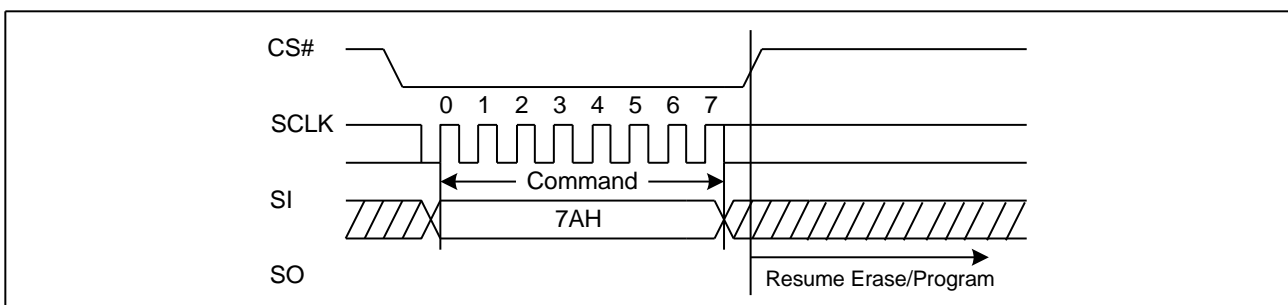 CS#
0 1 2 3 4 5 6 7
SCLK
Command
SI
7AH
SO
Resume Erase/Program